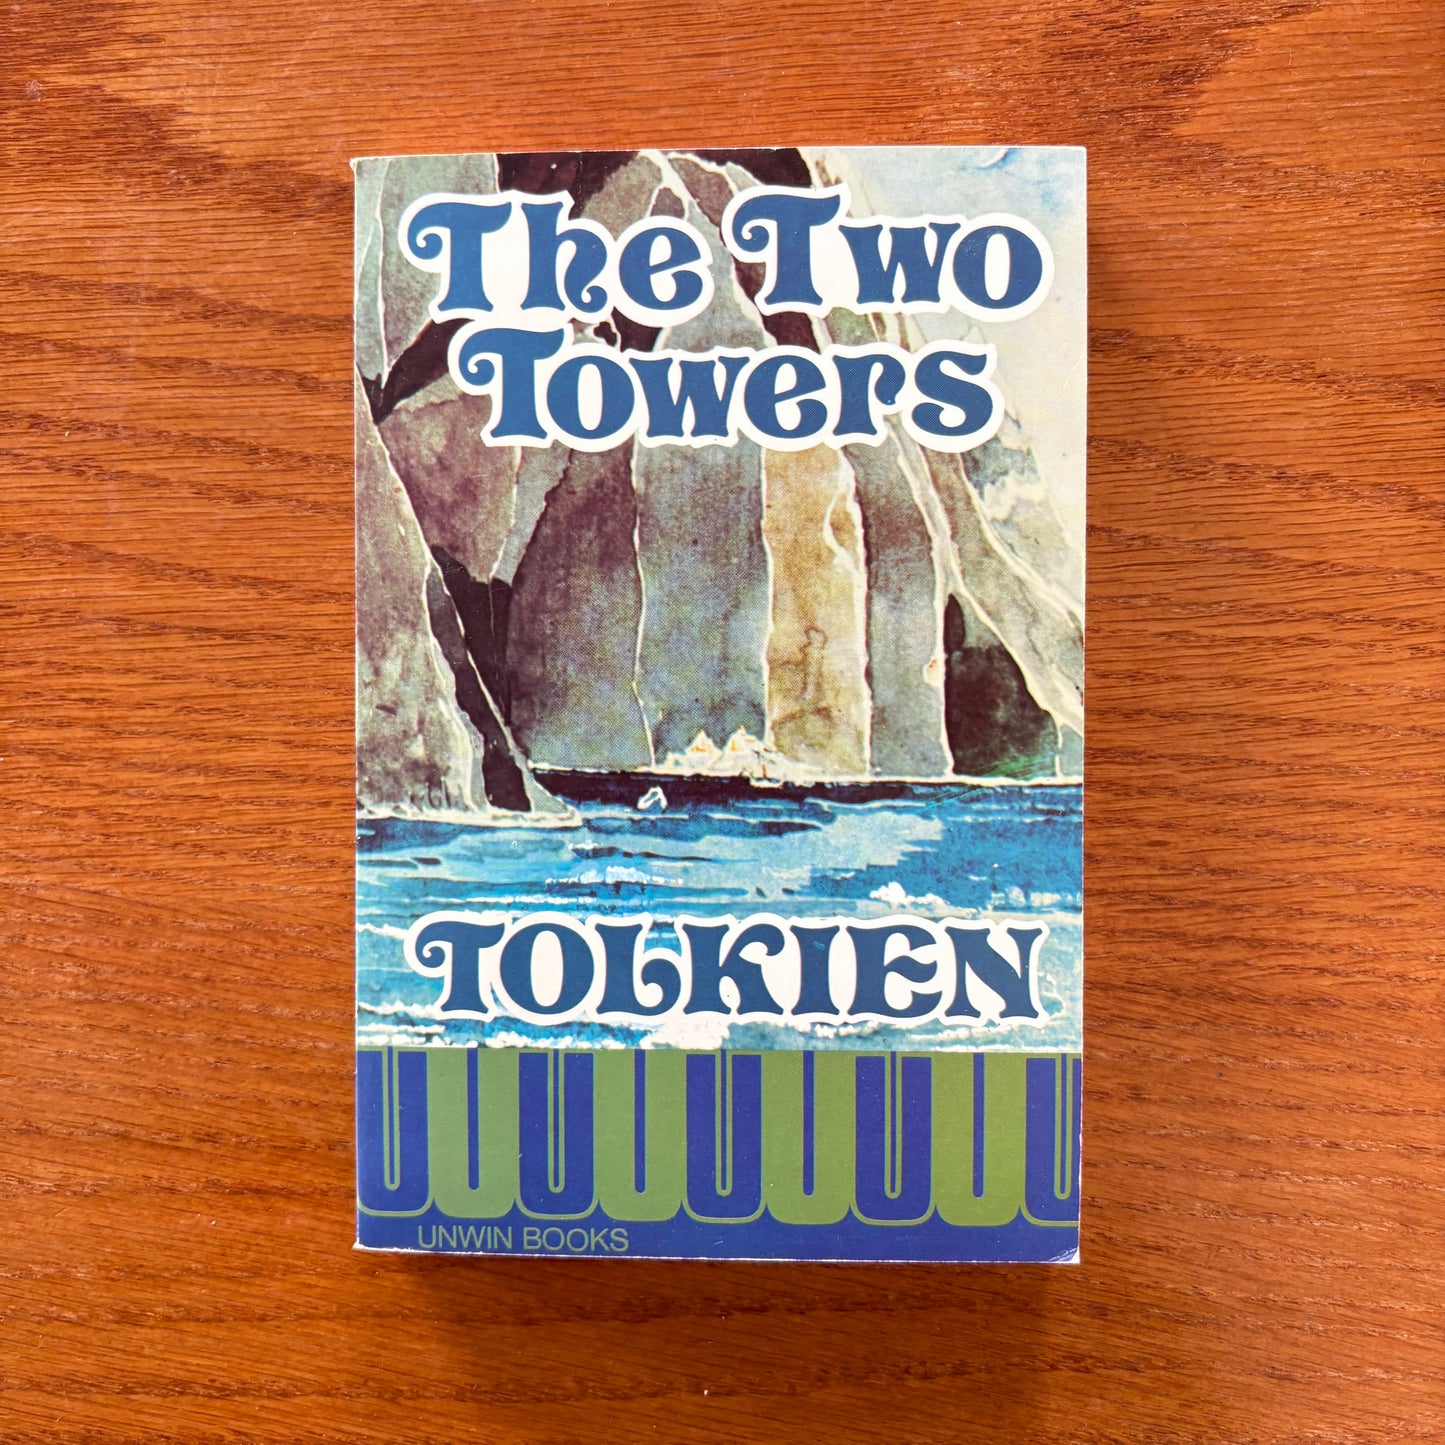 The Two
Towers
TOLKIEN
UNWIN BOOKS